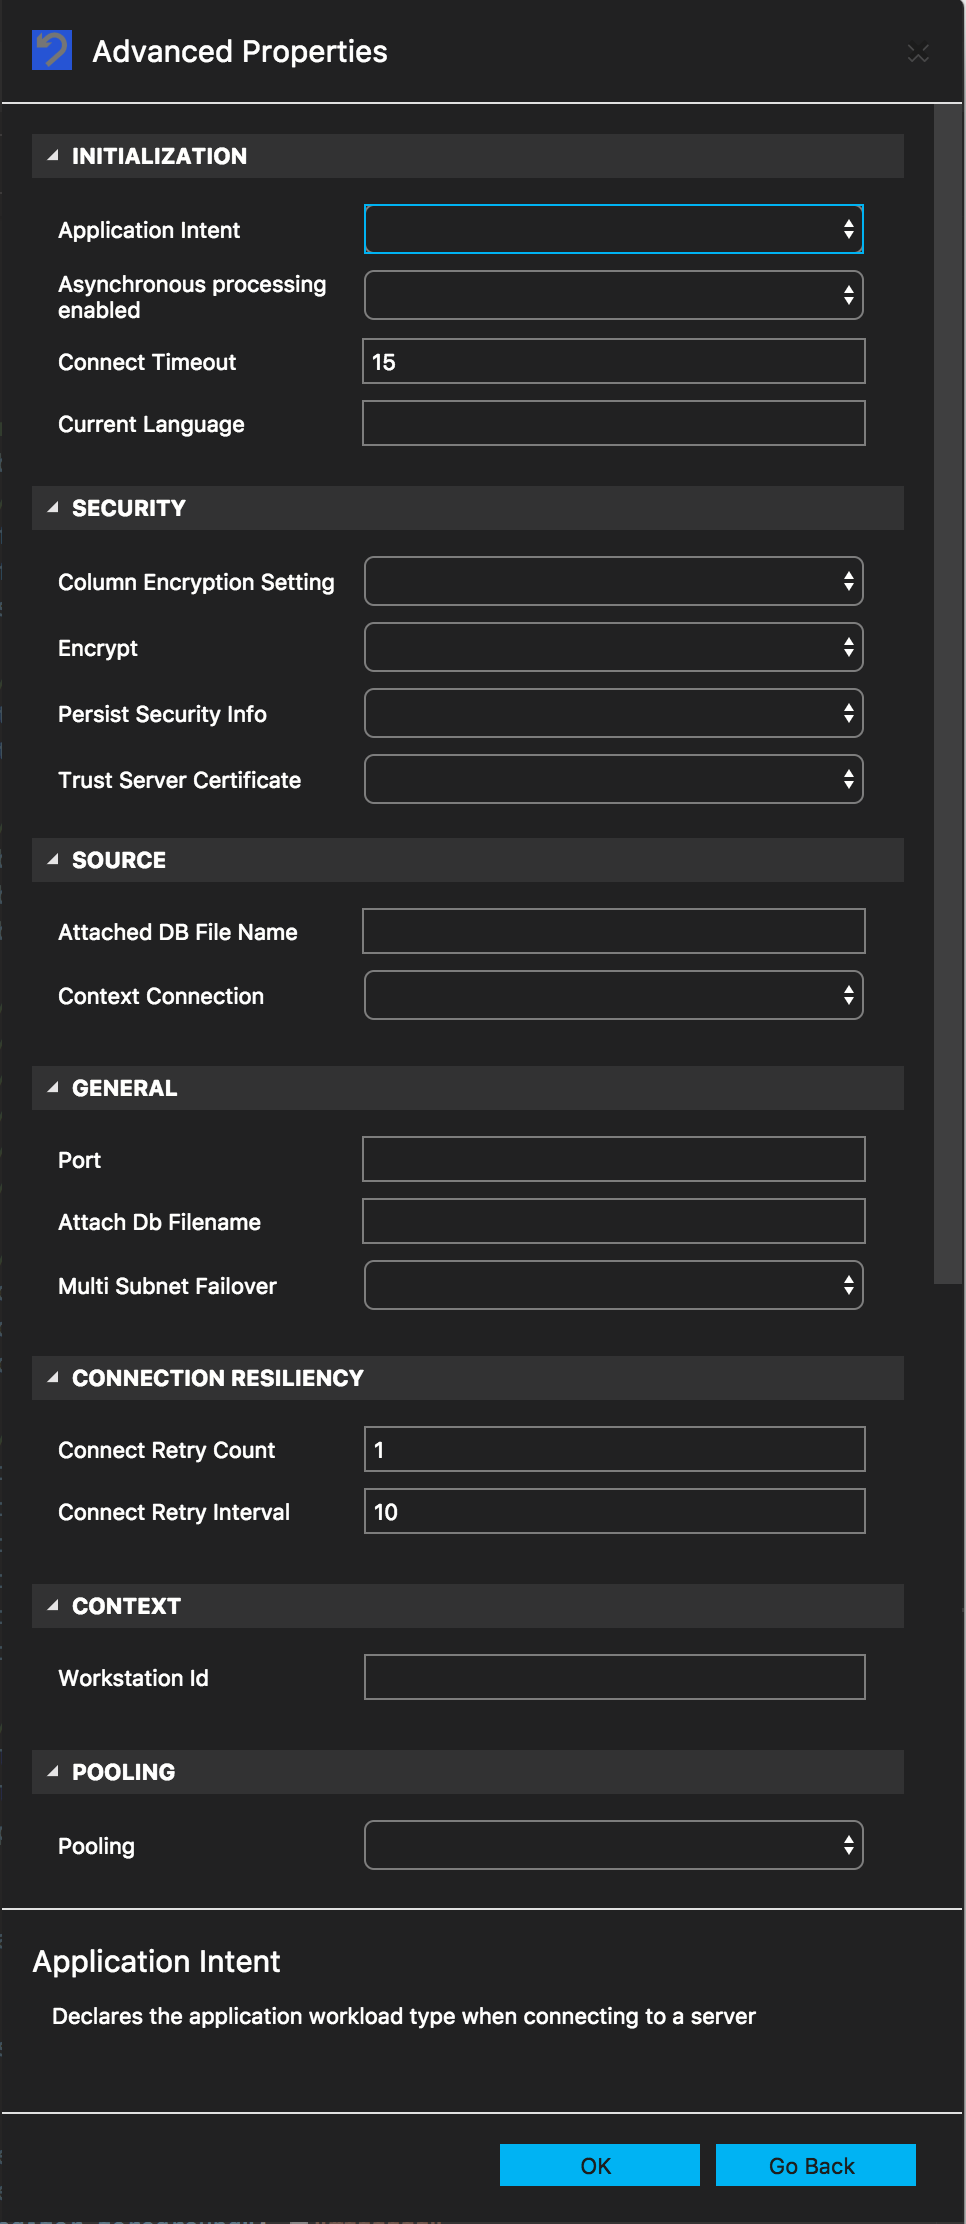 Advanced Properties
INITIALIZATION
Application Intent
Asynchronous processing
enabled
Connect Timeout
15
Current Language
SECURITY
Column Encryption Setting
Encrypt
Persist Security Info
Trust Server Certificate
SOURCE
Attached DB File Name
Context Connection
GENERAL
Port
Attach Db Filename
Multi Subnet Failover
CONNECTION RESILIENCY
Connect Retry Count
1
Connect Retry Interval
10
CONTEXT
Workstation Id
POOLING
Pooling
Application Intent
Declares the application workload type when connecting to a server
OK
Go Back